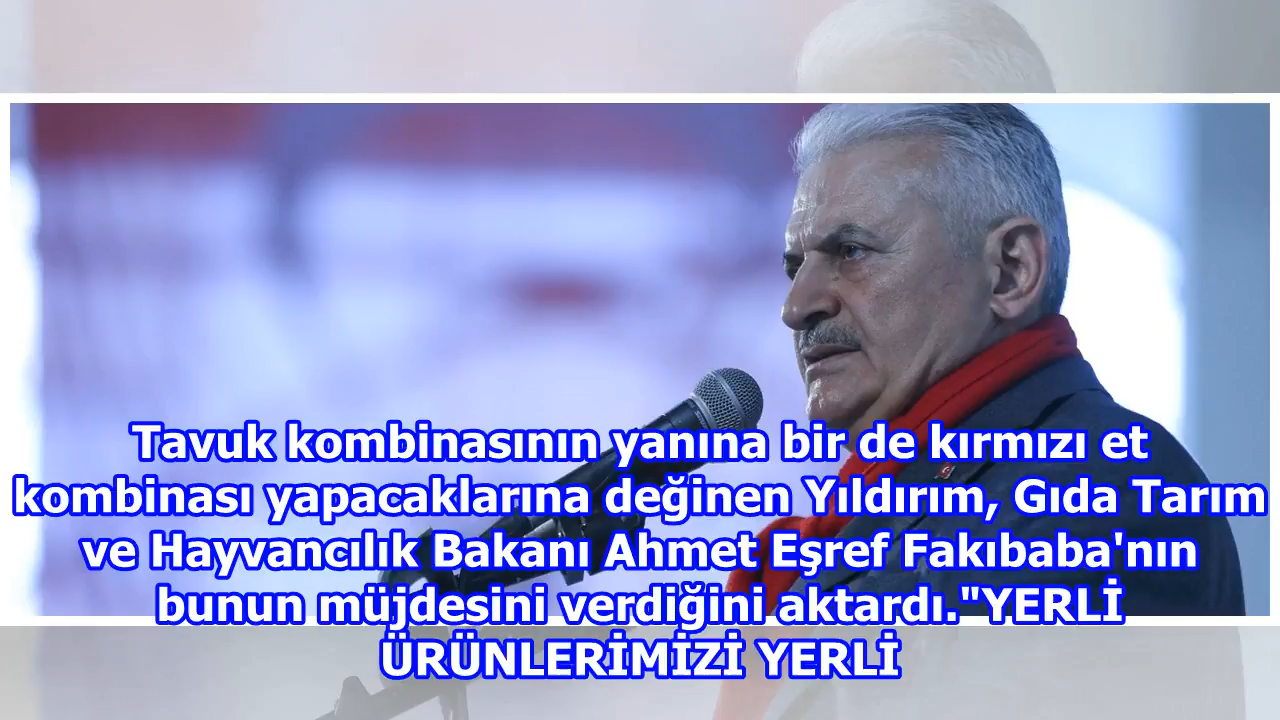 Tavuk kombinasının yanına bir de kırmızı et
kombinası yapacaklarına değinen Yıldırım, Gıda Tarım
ve Hayvancılık Bakanı Ahmet Eşref Fakıbaba'nın
bunun müjdesini verdiğini aktardı."YERLİ
ÜRÜNLERİMİZİ YERLİ